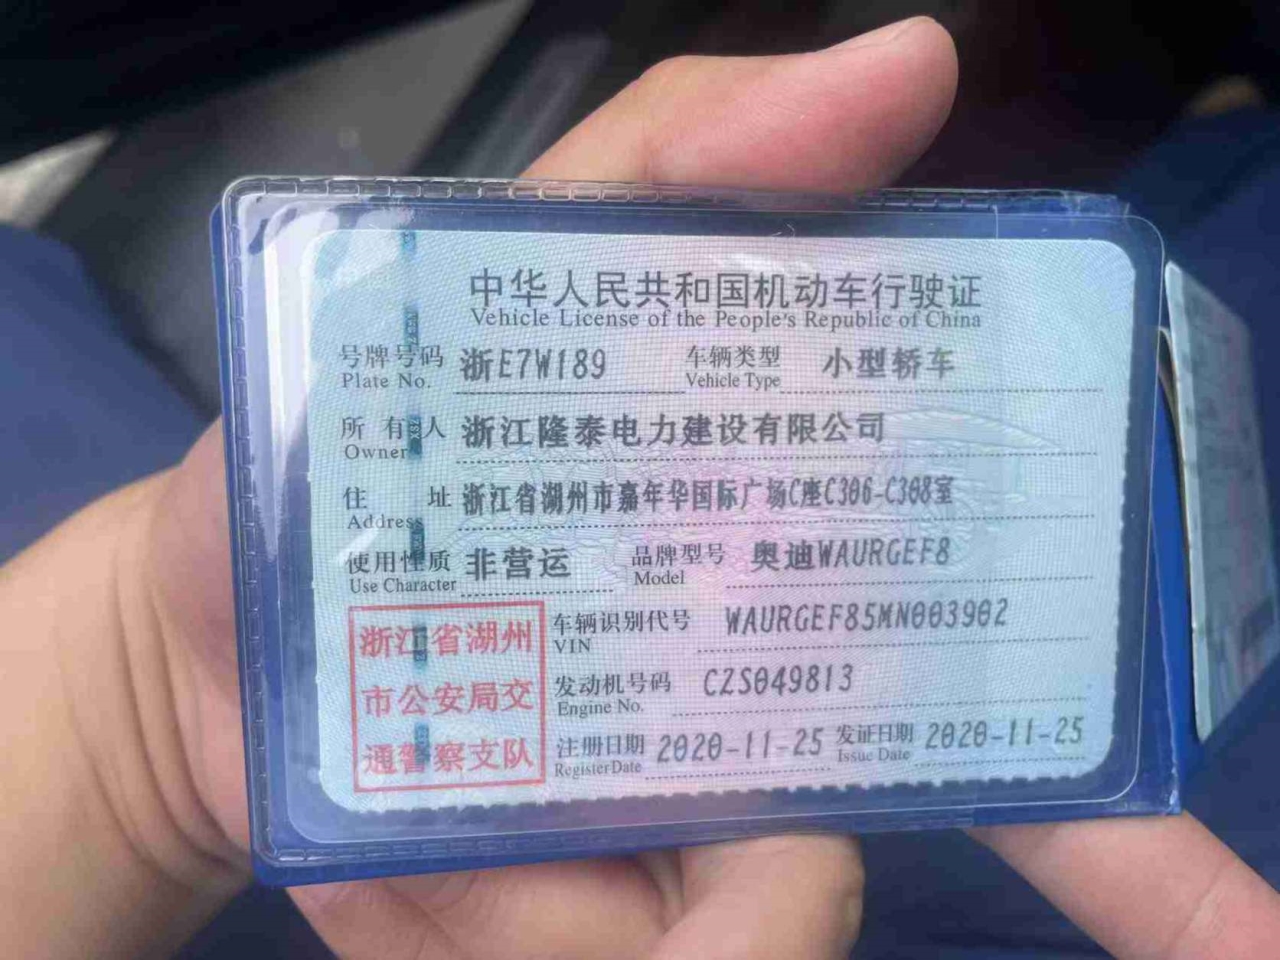 中华人民共和国机动车行驶证
Vehicle License of the People's Republic of China
号牌号码 浙E7W189 车辆类型 小型轿车
Plate No. Vehicle Type
所有人 浙江隆泰电力建设有限公司
Owner
住址 浙江省湖州市嘉年华国际广场C座C306-C308室
Address
使用性质 非营运 品牌型号 奥迪WAURGEF8
Use Character Model
浙江省湖州
市公安局交
通警察支队
车辆识别代号 WAURGEF85MN003902
VIN
发动机号码 CZS049813
Engine No.
注册日期 2020-11-25 发证日期 2020-11-25
Register Date Issue Date